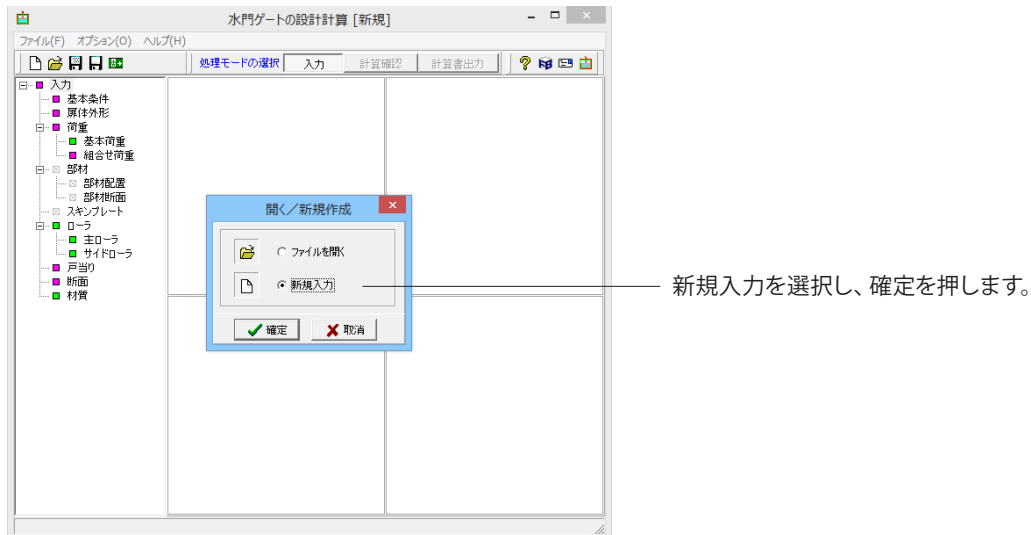 水門ゲートの設計計算 [新規]
ファイル(F) オプション(O) ヘルプ(H)
処理モードの選択 入力 計算確認 計算書出力
入力
基本条件
扉体外形
荷重
基本荷重
組合せ荷重
部材
部材配置
部材断面
スキンプレート
ローラ
主ローラ
サイドローラ
戸当り
断面
材質
開く／新規作成
ファイルを開く
新規入力
確定 取消
新規入力を選択し、確定を押します。